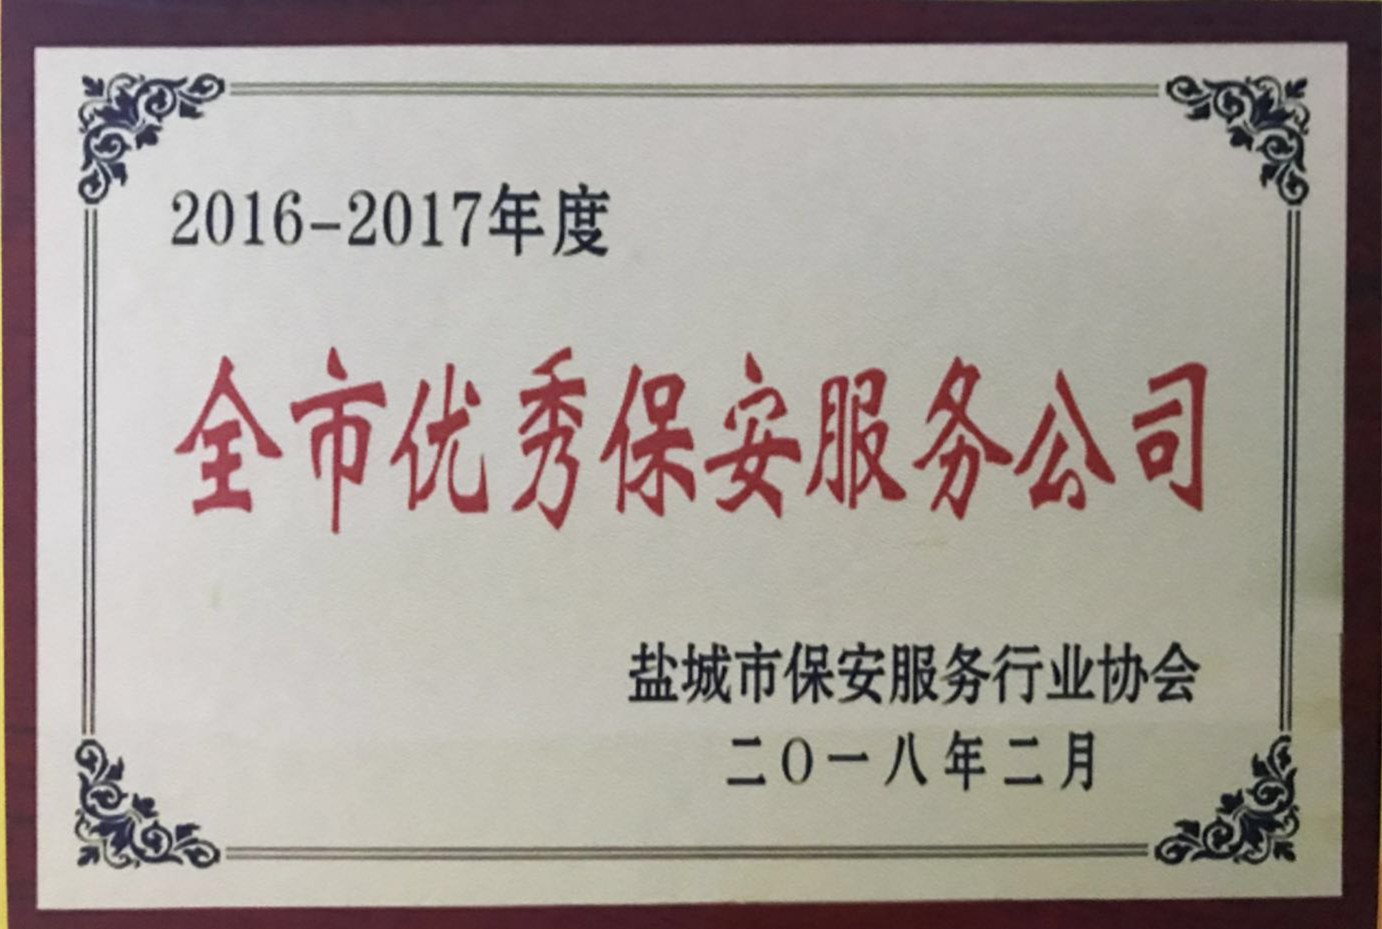 2016-2017年度
全市优秀保安服务公司
盐城市保安服务行业协会
二〇一八年二月